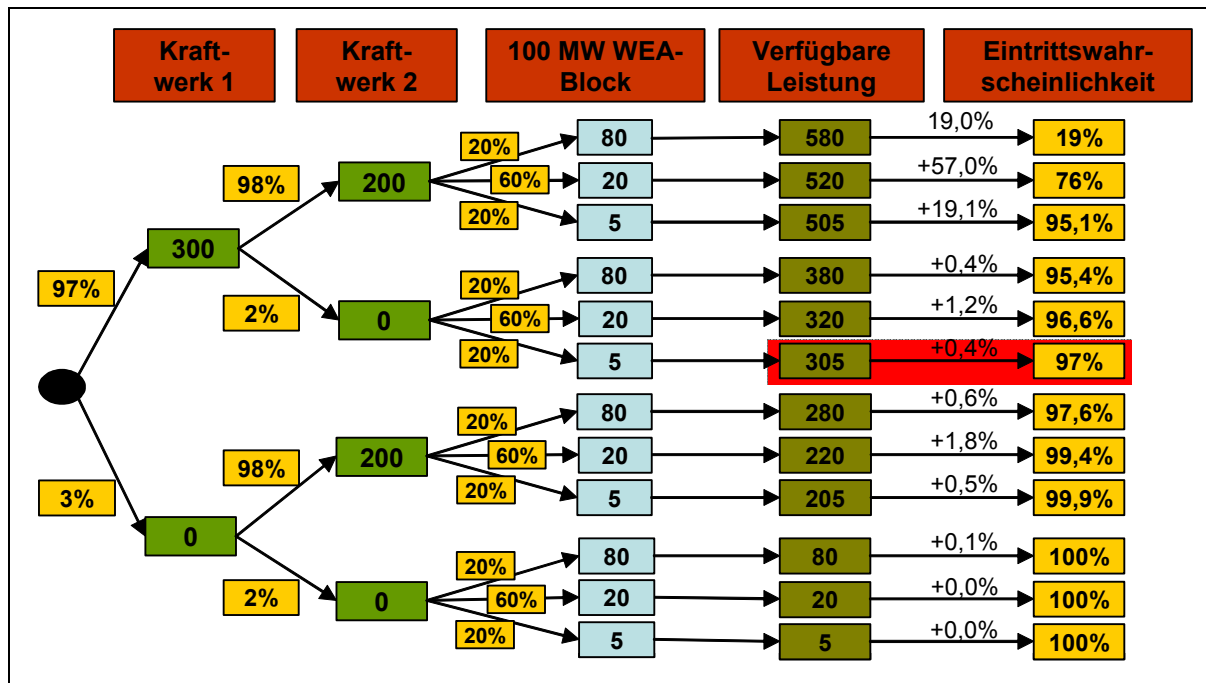 Kraft-
werk 1
Kraft-
werk 2
100 MW WEA-
Block
Verfügbare
Leistung
Eintrittswahr-
scheinlichkeit
20% 80 580 19,0% 19%
98% 200 60% 20 520 +57,0% 76%
20% 5 505 +19,1% 95,1%
300
97%
20% 80 380 +0,4% 95,4%
2% 0 60% 20 320 +1,2% 96,6%
20% 5 305 +0,4% 97%
20% 80 280 +0,6% 97,6%
98% 200 60% 20 220 +1,8% 99,4%
3%
20% 5 205 +0,5% 99,9%
0
20% 80 80 +0,1% 100%
2% 0 60% 20 20 +0,0% 100%
20% 5 5 +0,0% 100%